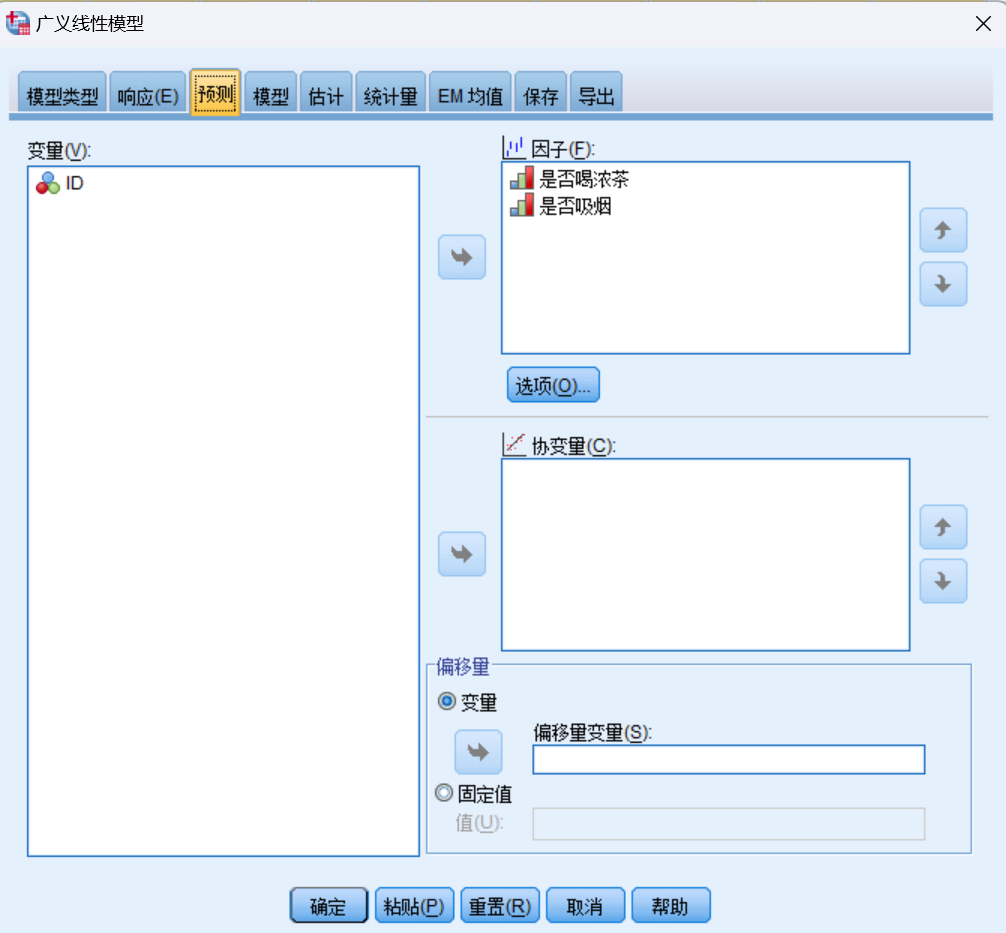 广义线性模型
模型类型 响应(E) 预测 模型 估计 统计量 EM 均值 保存 导出
变量(V):
ID
因子(F):
是否喝浓茶
是否吸烟
选项(O)...
协变量(C):
偏移量
变量
偏移量变量(S):
固定值
值(U):
确定 粘贴(P) 重置(R) 取消 帮助